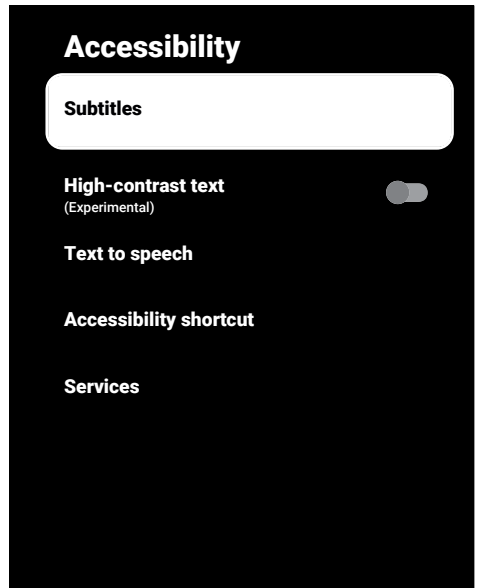 Accessibility
Subtitles
High-contrast text
(Experimental)
Text to speech
Accessibility shortcut
Services